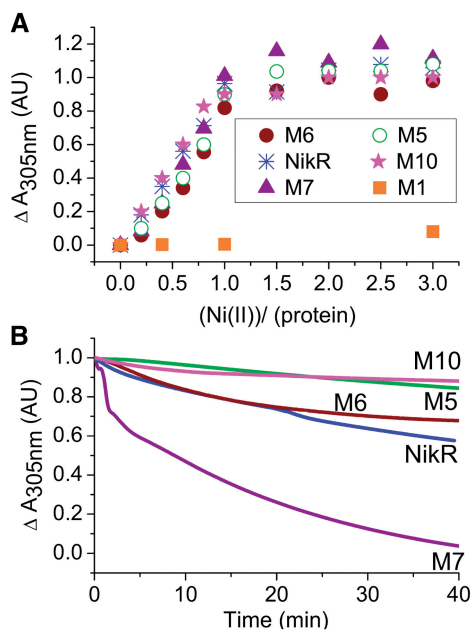 A
Δ A305nm (AU)
1.2
1.0
0.8
0.6
0.4
0.2
0.0
M6 M5
NikR M10
M7 M1
0.0 0.5 1.0 1.5 2.0 2.5 3.0
(Ni(II))/ (protein)
B
Δ A305nm (AU)
1.0
0.8
0.6
0.4
0.2
0.0
M10
M5
M6
NikR
M7
0 10 20 30 40
Time (min)